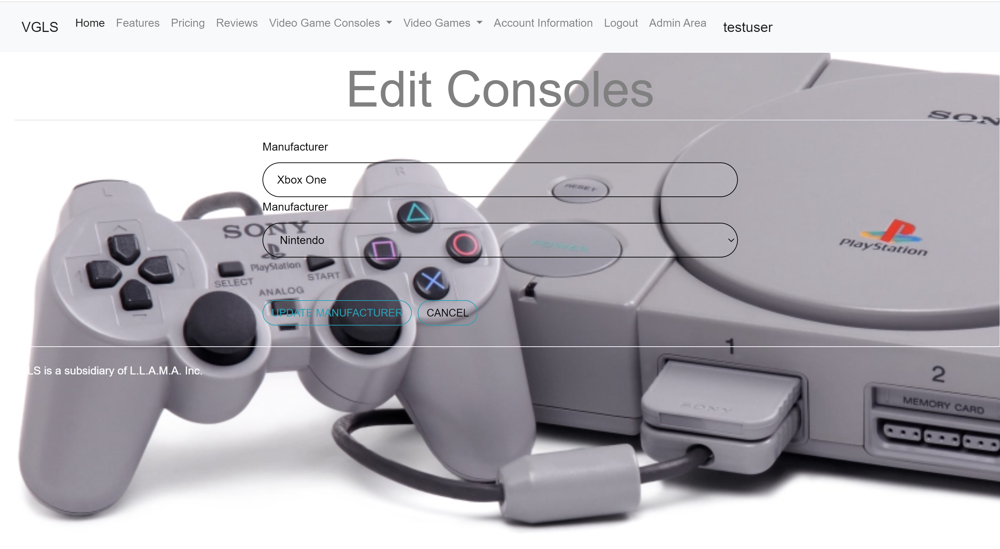 VGLS Home Features Pricing Reviews Video Game Consoles Video Games Account Information Logout Admin Area testuser
Edit Consoles
SON
Manufacturer
R
Xbox One
L
RESET
Manufacturer
SONY
Nintendo
POWER
PlayStation
PlayStation
SELECT
START
ANALOG
UPDATE MANUFACTURER CANCEL
1
LS is a subsidiary of L.L.A.M.A. Inc.
2
SONY
MEMORY CARD